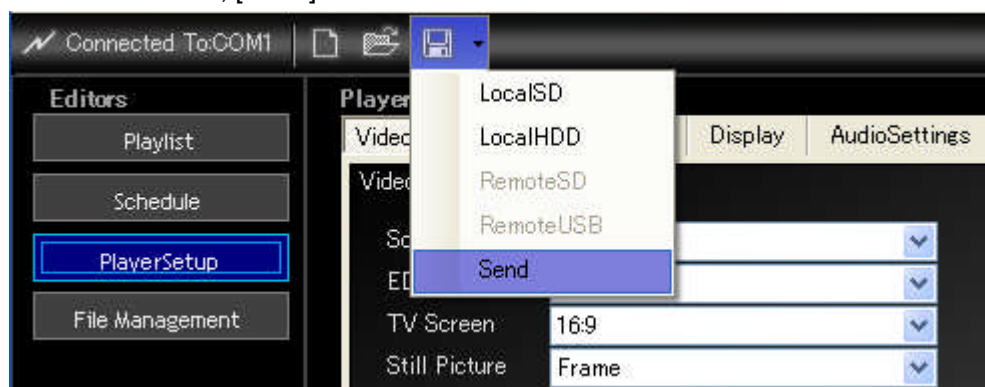 Connected To:COM1
Editors
Playlist
Schedule
PlayerSetup
File Management
Player
Video
Display
AudioSettings
Video
LocalSD
LocalHDD
RemoteSD
RemoteUSB
Send
TV Screen
16:9
Still Picture
Frame